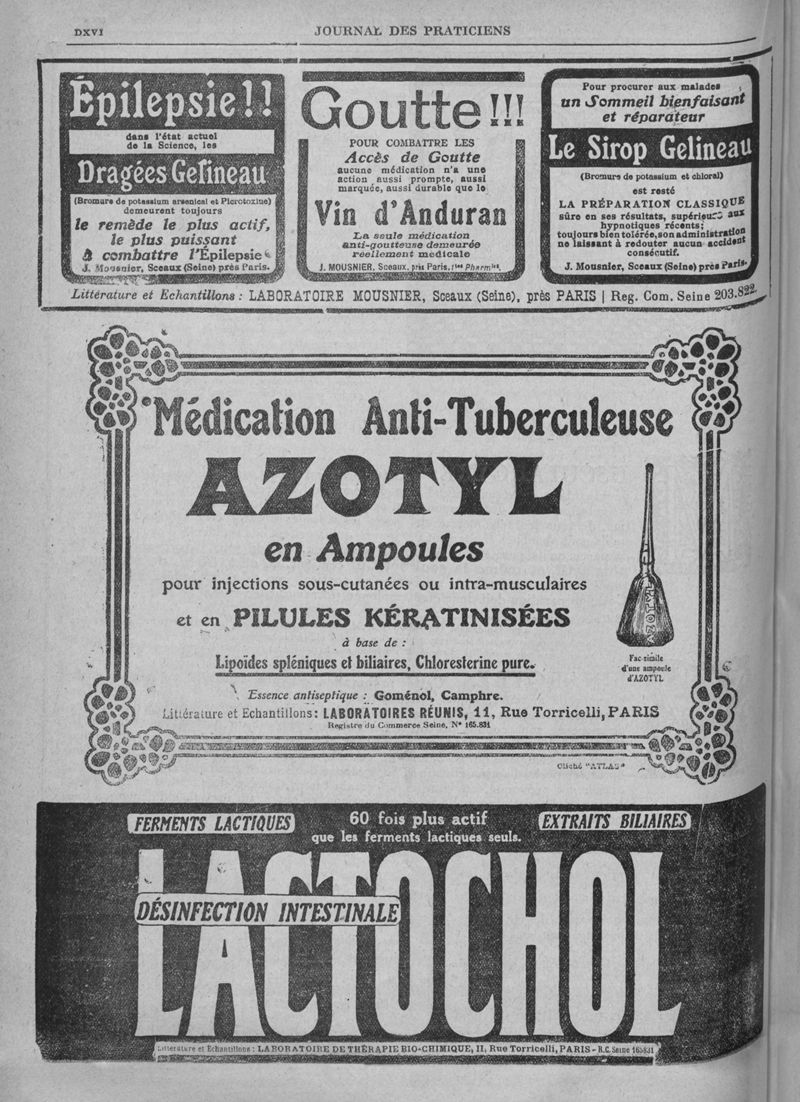 DXVI
JOURNAL DES PRATICIENS
Épilepsie!!
dans l'état actuel
de la Science, les
Dragées Gelineau
(Bromure de potassium arsenical et Picrotoxine)
demeurent toujours
le remède le plus actif,
le plus puissant
à combattre l'Épilepsie
J. Mousnier, Sceaux (Seine) près Paris.
Goutte!!!
POUR COMBATTRE LES
Accès de Goutte
aucune médication n'a une
action aussi prompte, aussi
marquée, aussi durable que le
Vin d'Anduran
La seule médication
anti-goutteuse demeurée
réellement médicale
J. MOUSNIER, Sceaux, près Paris, ttes Pharmies.
Pour procurer aux malades
un Sommeil bienfaisant
et réparateur
Le Sirop Gelineau
(Bromure de potassium et chloral)
est resté
LA PRÉPARATION CLASSIQUE
sûre en ses résultats, supérieure aux
hypnotiques récents;
toujours bien tolérée, son administration
ne laissant à redouter aucun accident
consécutif.
J. Mousnier, Sceaux (Seine) près Paris.
Littérature et Echantillons : LABORATOIRE MOUSNIER, Sceaux (Seine), près PARIS | Reg. Com. Seine 203.822.
Médication Anti-Tuberculeuse
AZOTYL
en Ampoules
pour injections sous-cutanées ou intra-musculaires
et en PILULES KÉRATINISÉES
à base de :
Lipoïdes spléniques et biliaires, Chloresterine pure.
Essence antiseptique : Goménol, Camphre.
Littérature et Echantillons : LABORATOIRES RÉUNIS, 11, Rue Torricelli, PARIS
Registre du Commerce Seine, N° 165.831
AZOTYL
Fac-similé
d'une ampoule
d'AZOTYL
Cliché "ATLAS"
FERMENTS LACTIQUES
60 fois plus actif
que les ferments lactiques seuls.
EXTRAITS BILIAIRES
LACTOCHOL
DÉSINFECTION INTESTINALE
Littérature et Echantillons : LABORATOIRE DE THÉRAPIE BIO-CHIMIQUE, 11, Rue Torricelli, PARIS - R.C. Seine 165831